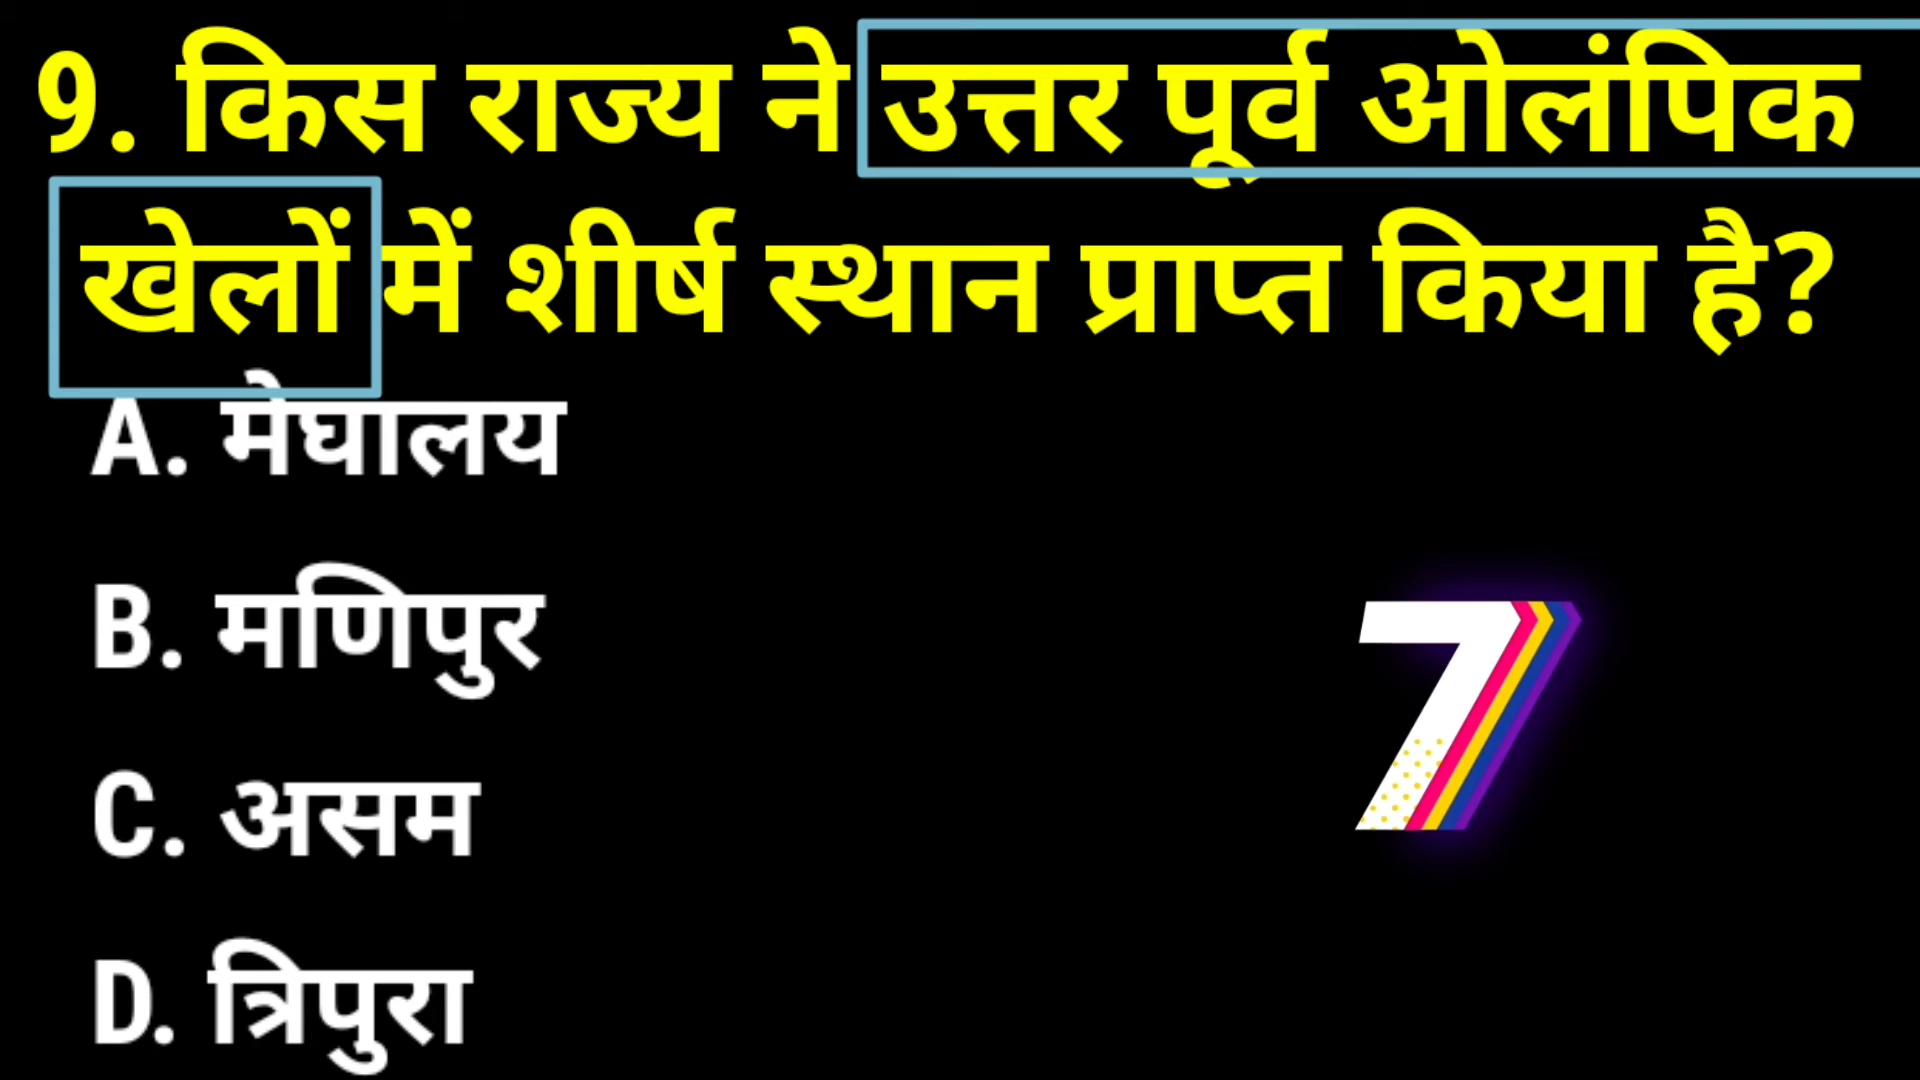 9. किस राज्य ने उत्तर पूर्व ओलंपिक
खेलों में शीर्ष स्थान प्राप्त किया है?
A. मेघालय
B. मणिपुर
7
C. असम
D. त्रिपुरा